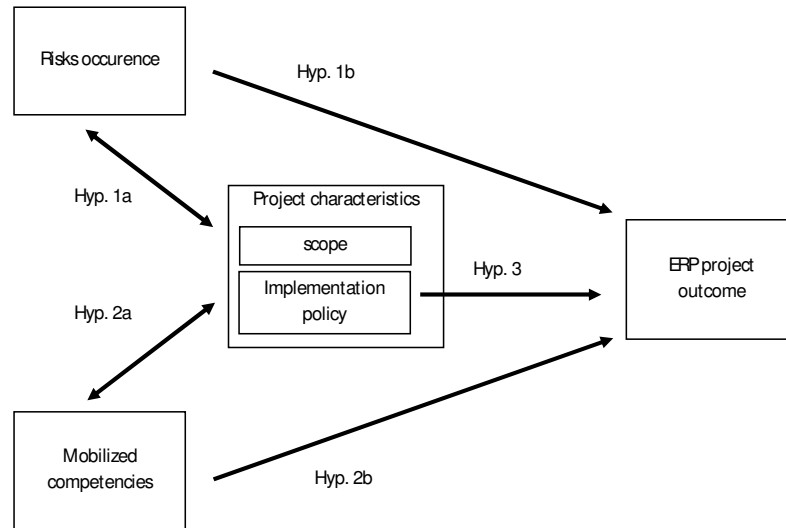 Risks occurence
Hyp. 1b
Hyp. 1a
Project characteristics
scope
Implementation
policy
Hyp. 3
ERP project
outcome
Hyp. 2a
Mobilized
competencies
Hyp. 2b